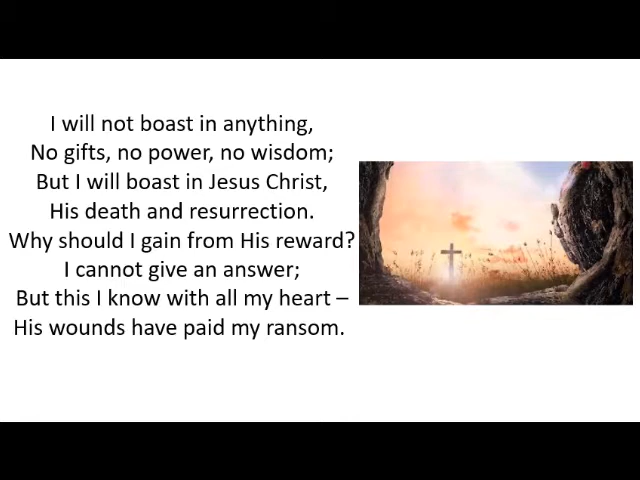 I will not boast in anything,
No gifts, no power, no wisdom;
But I will boast in Jesus Christ,
His death and resurrection.
Why should I gain from His reward?
I cannot give an answer;
But this I know with all my heart –
His wounds have paid my ransom.